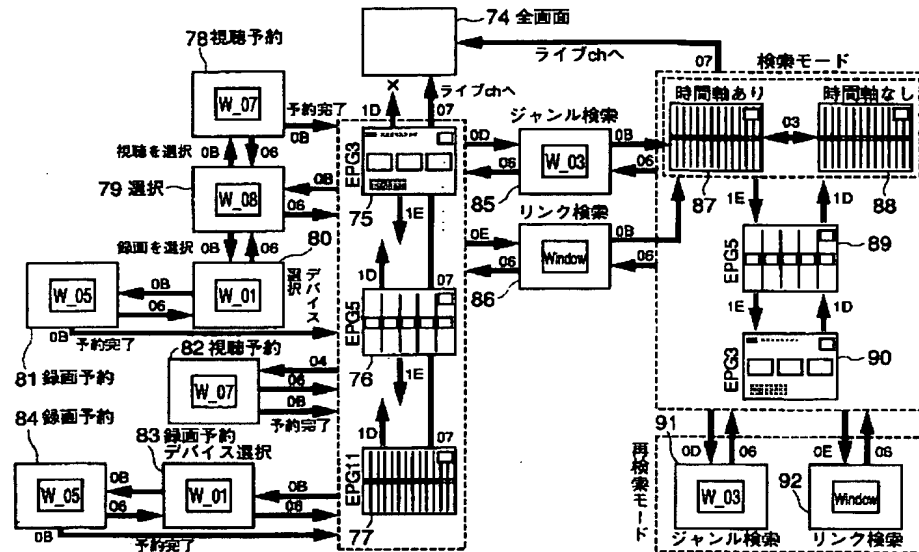 74 全画面
ライブchへ
07
検索モード
時間軸あり
時間軸なし
03
87
88
78 視聴予約
W_07
予約完了
0B
視聴を選択
0B
06
79 選択
W_08
0B
06
録画を選択
0B
06
80
W_05
0B
06
W_01
デバイス選択
0B
予約完了
81 録画予約
82 視聴予約
W_07
04
06
0B
予約完了
84 録画予約
83 録画予約デバイス選択
W_05
0B
06
W_01
0B
06
0B
予約完了
1D
ライブchへ
07
EPG3
75
1E
1D
07
EPG5
76
1E
1D
07
EPG11
77
ジャンル検索
0D
06
W_03
0B
06
85
リンク検索
0E
06
Window
0B
06
86
1E
1D
EPG5
89
1E
1D
EPG3
90
再検索モード
91
0D
06
W_03
ジャンル検索
92
0E
06
Window
リンク検索